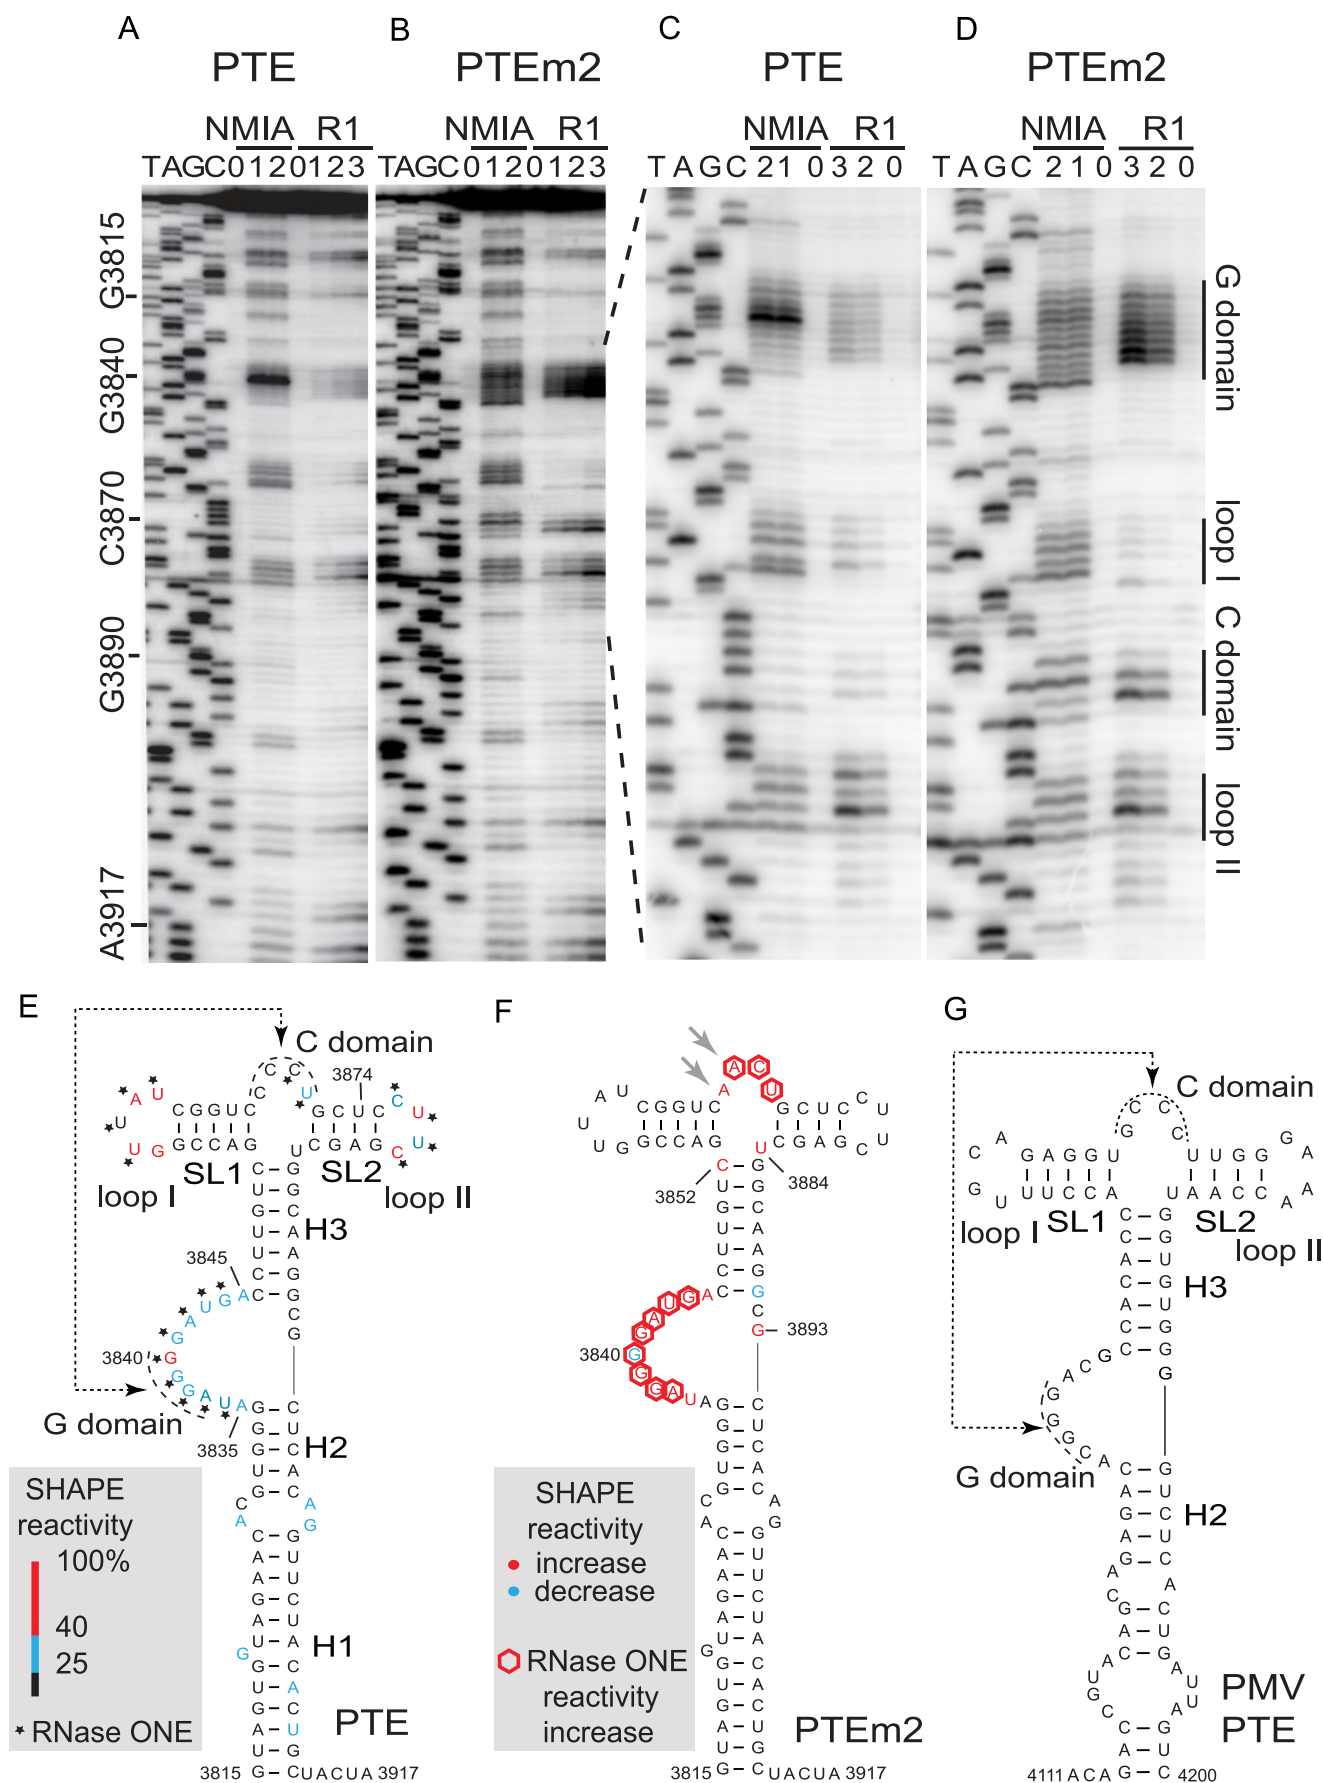 A B C D
PTE PTEm2 PTE PTEm2
NMIA R1 NMIA R1 NMIA R1 NMIA R1
TAGC0120123 TAGC0120123 T A G C 2 1 0 3 2 0 T A G C 2 1 0 3 2 0
G3815
G3840
C3870
G3890
A3917
G domain
loop I
C domain
loop II
E
C domain
3874
loop I
SL1
SL2
loop II
H3
3845
3840
G domain
3835
H2
SHAPE
reactivity
100%
40
25
RNase ONE
H1
PTE
3815
G – C U A C U A 3917
F
3852
3884
3893
3840
SHAPE
reactivity
increase
decrease
RNase ONE
reactivity
increase
PTEm2
3815
G – C U A C U A 3917
G
C domain
loop I
SL1
SL2
loop II
H3
G domain
H2
PMV
PTE
4111 A C A G – C 4200